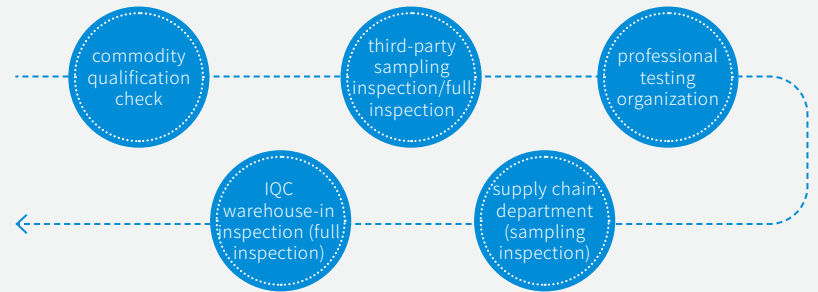 commodity
qualification
check
third-party
sampling
inspection/full
inspection
professional
testing
organization
supply chain
department
(sampling
inspection)
IQC
warehouse-in
inspection (full
inspection)